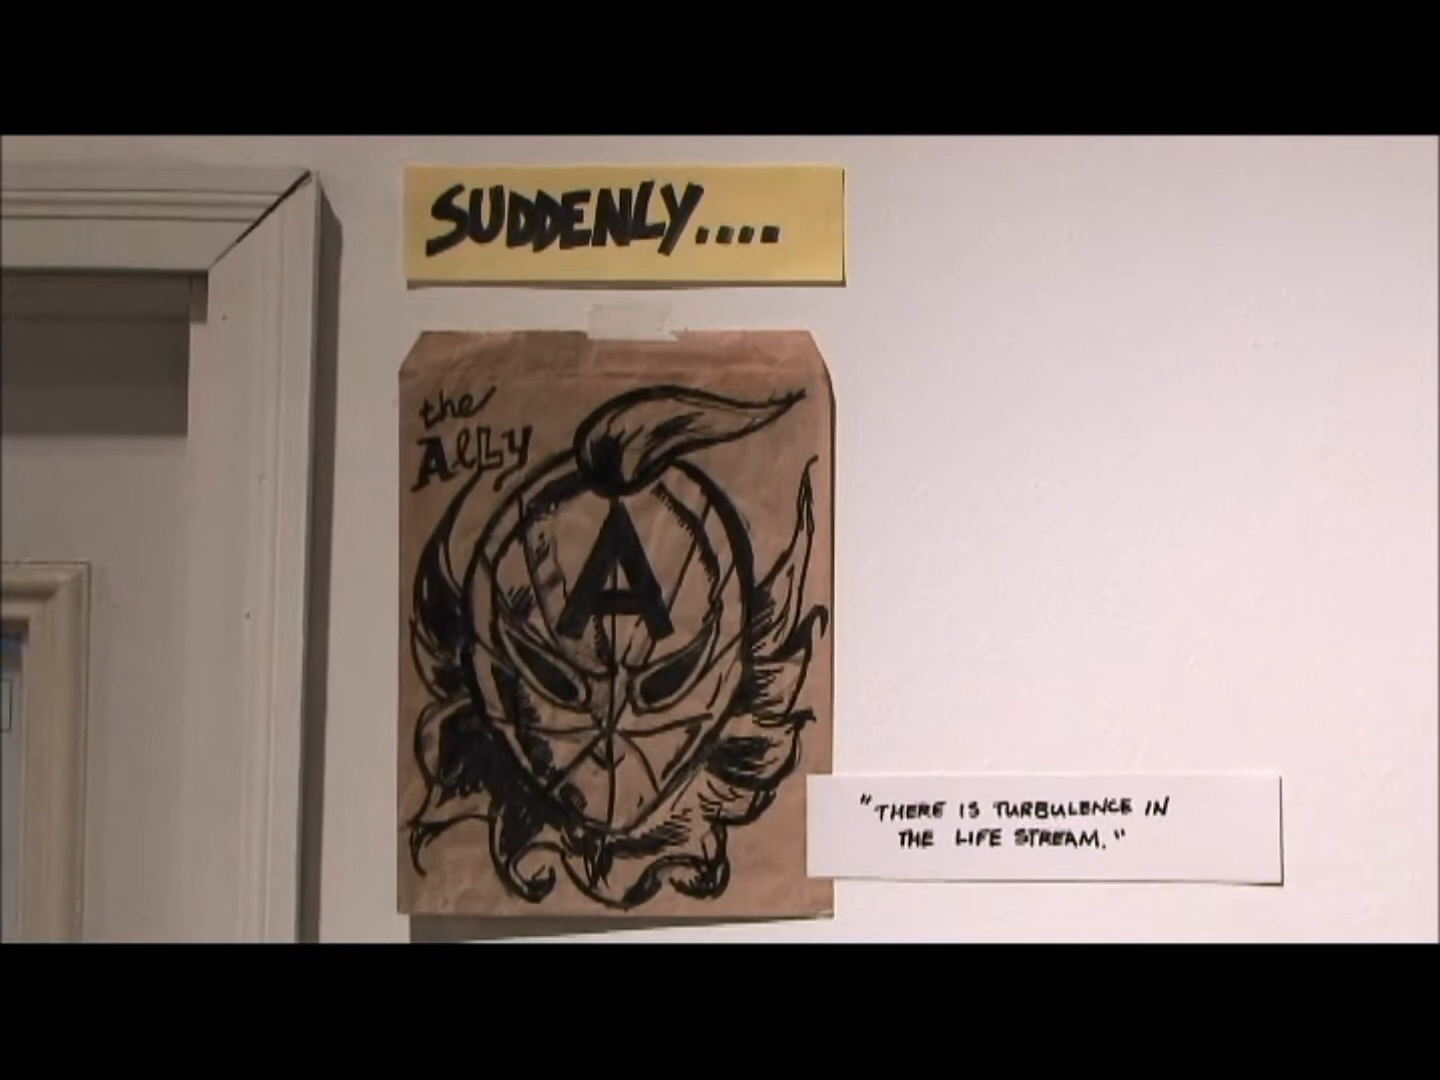 SUDDENLY....
the
Ally
A
"THERE IS TURBULENCE IN
THE LIFE STREAM."